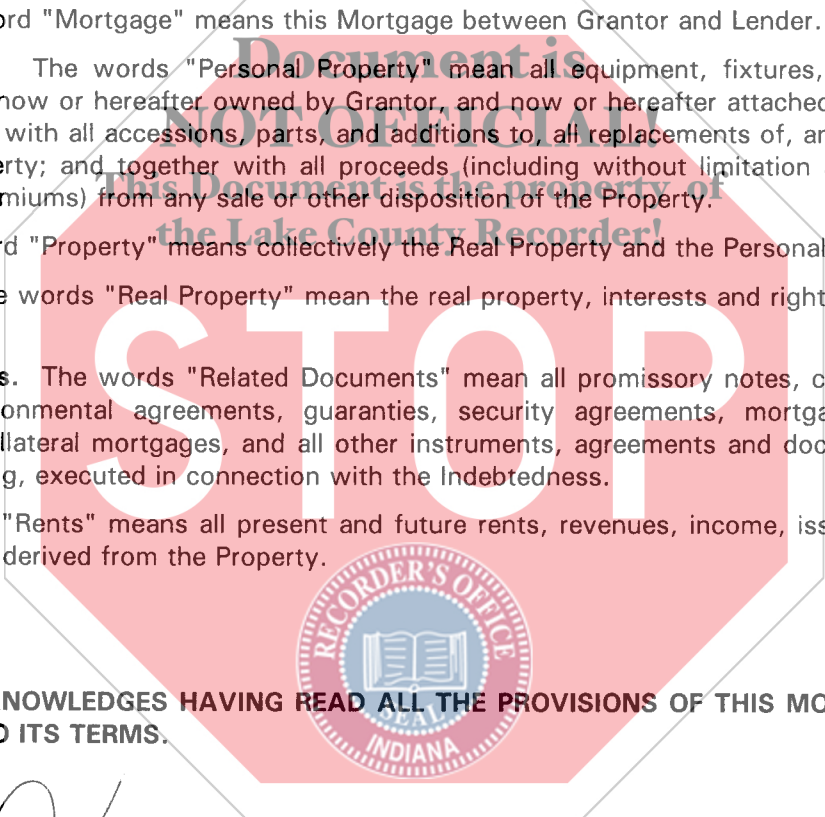 ord "Mortgage" means this Mortgage between Grantor and Lender.
Document is
The words "Personal Property" mean all equipment, fixtures,
now or hereafter owned by Grantor, and now or hereafter attached
NOT OFFICIAL!
with all accessions, parts, and additions to, all replacements of, an
erty; and together with all proceeds (including without limitation
This Document is the property of
miums) from any sale or other disposition of the Property.
the Lake County Recorder!
rd "Property" means collectively the Real Property and the Personal
e words "Real Property" mean the real property, interests and right
STOP
s. The words "Related Documents" mean all promissory notes, c
onmental agreements, guaranties, security agreements, mortga
llateral mortgages, and all other instruments, agreements and doc
g, executed in connection with the Indebtedness.
"Rents" means all present and future rents, revenues, income, iss
derived from the Property.
RECORDER'S OFFICE
SEAL
INDIANA
NOWLEDGES HAVING READ ALL THE PROVISIONS OF THIS MO
O ITS TERMS.